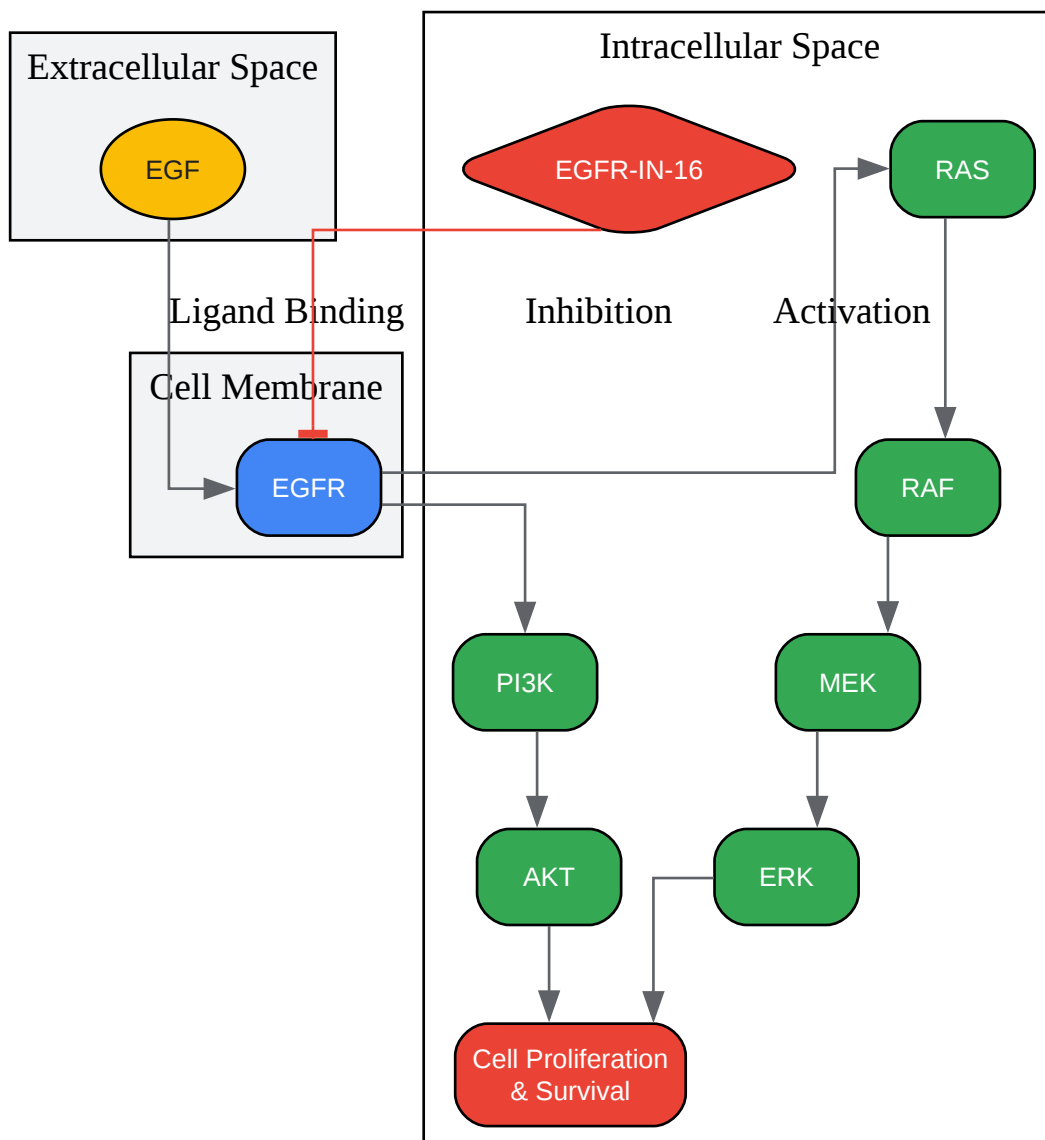 Intracellular Space
Extracellular Space
EGF
EGFR-IN-16
RAS
Ligand Binding
Inhibition
Activation
Cell Membrane
EGFR
RAF
PI3K
MEK
AKT
ERK
Cell Proliferation
& Survival